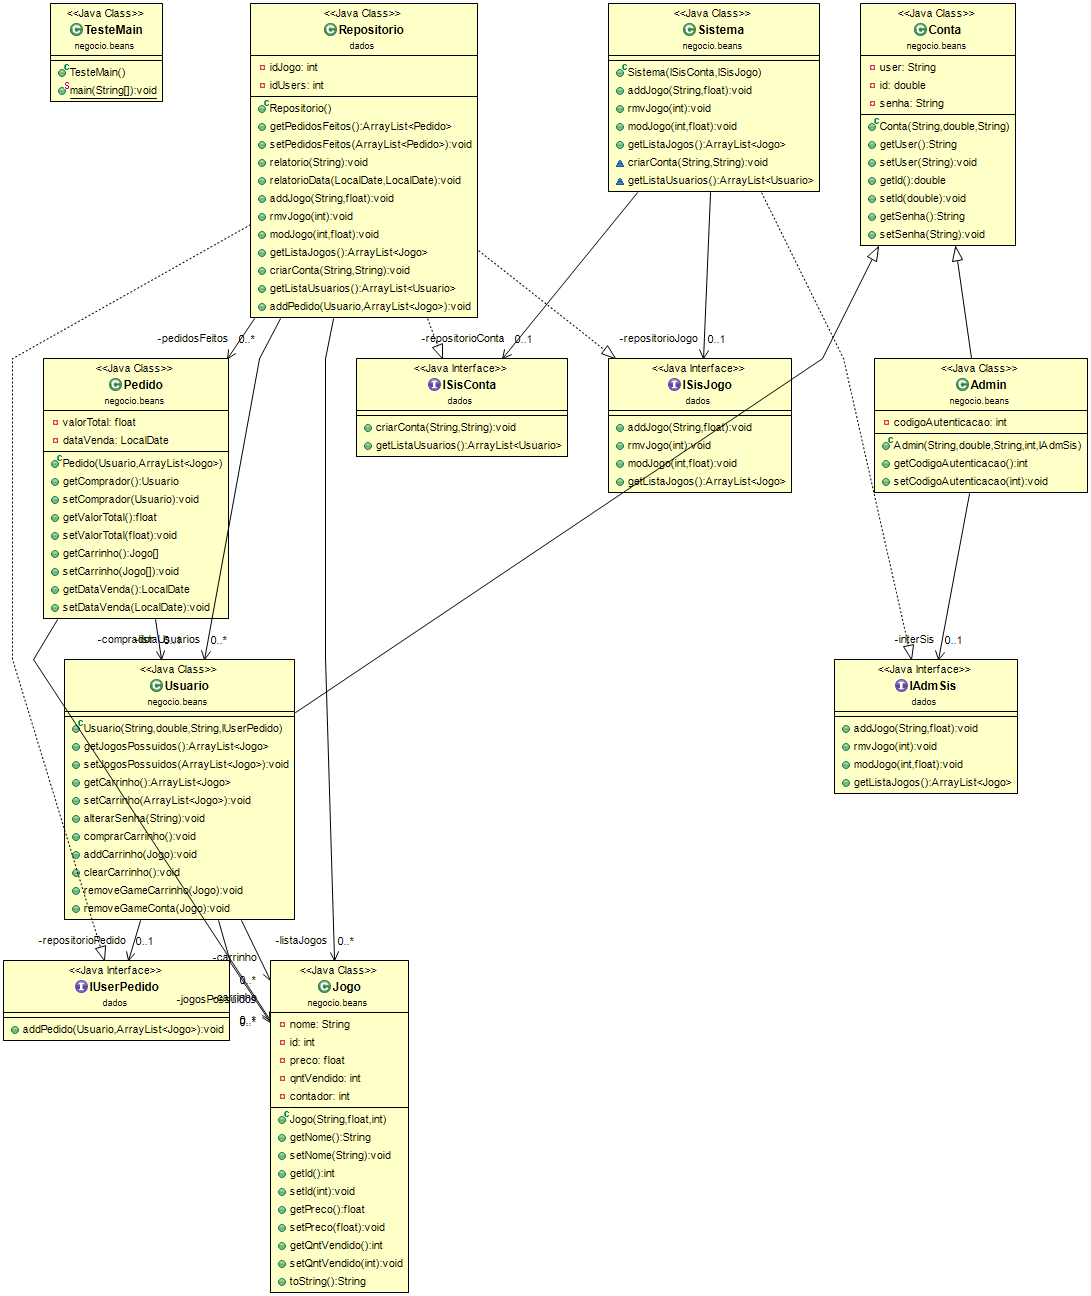 <<Java Class>>
TesteMain
negocio.beans
TesteMain()
main(String[]):void
<<Java Class>>
Repositorio
dados
idJogo: int
idUsers: int
Repositorio()
getPedidosFeitos():ArrayList<Pedido>
setPedidosFeitos(ArrayList<Pedido>):void
relatorio(String):void
relatorioData(LocalDate,LocalDate):void
addJogo(String,float):void
rmvJogo(int):void
modJogo(int,float):void
getListaJogos():ArrayList<Jogo>
criarConta(String,String):void
getListaUsuarios():ArrayList<Usuario>
addPedido(Usuario,ArrayList<Jogo>):void
<<Java Class>>
Sistema
negocio.beans
Sistema(ISisConta,ISisJogo)
addJogo(String,float):void
rmvJogo(int):void
modJogo(int,float):void
getListaJogos():ArrayList<Jogo>
criarConta(String,String):void
getListaUsuarios():ArrayList<Usuario>
<<Java Class>>
Conta
negocio.beans
user: String
id: double
senha: String
Conta(String,double,String)
getUser():String
setUser(String):void
getId():double
setId(double):void
getSenha():String
setSenha(String):void
-pedidosFeitos 0..*
-repositorioConta 0..1
-repositorioJogo 0..1
<<Java Class>>
Pedido
negocio.beans
valorTotal: float
dataVenda: LocalDate
Pedido(Usuario,ArrayList<Jogo>)
getComprador():Usuario
setComprador(Usuario):void
getValorTotal():float
setValorTotal(float):void
getCarrinho():Jogo[]
setCarrinho(Jogo[]):void
getDataVenda():LocalDate
setDataVenda(LocalDate):void
<<Java Interface>>
ISisConta
dados
criarConta(String,String):void
getListaUsuarios():ArrayList<Usuario>
<<Java Interface>>
ISisJogo
dados
addJogo(String,float):void
rmvJogo(int):void
modJogo(int,float):void
getListaJogos():ArrayList<Jogo>
<<Java Class>>
Admin
negocio.beans
codigoAutenticacao: int
Admin(String,double,String,int,IAdmSis)
getCodigoAutenticacao():int
setCodigoAutenticacao(int):void
0..*
-interSis 0..1
<<Java Class>>
Usuario
negocio.beans
Usuario(String,double,String,IUserPedido)
getJogosPossuidos():ArrayList<Jogo>
setJogosPossuidos(ArrayList<Jogo>):void
getCarrinho():ArrayList<Jogo>
setCarrinho(ArrayList<Jogo>):void
alterarSenha(String):void
comprarCarrinho():void
addCarrinho(Jogo):void
clearCarrinho():void
removeGameCarrinho(Jogo):void
removeGameConta(Jogo):void
<<Java Interface>>
IAdmSis
dados
addJogo(String,float):void
rmvJogo(int):void
modJogo(int,float):void
getListaJogos():ArrayList<Jogo>
-repositorioPedido 0..1
-listaJogos 0..*
-carrinho
0..*
-jogosPossuidos
0..*
<<Java Interface>>
IUserPedido
dados
addPedido(Usuario,ArrayList<Jogo>):void
<<Java Class>>
Jogo
negocio.beans
nome: String
id: int
preco: float
qntVendido: int
contador: int
Jogo(String,float,int)
getNome():String
setNome(String):void
getId():int
setId(int):void
getPreco():float
setPreco(float):void
getQntVendido():int
setQntVendido(int):void
toString():String